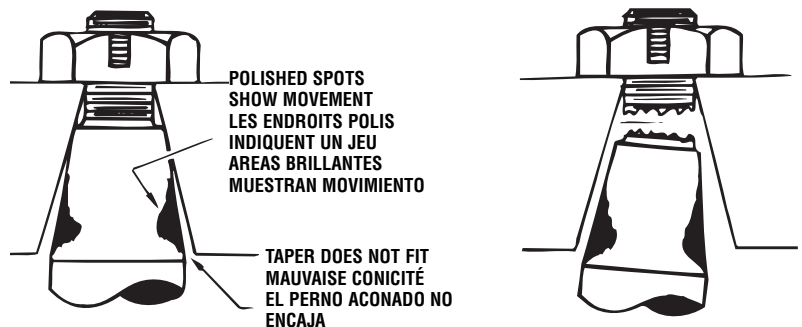 POLISHED SPOTS
SHOW MOVEMENT
LES ENDROITS POLIS
INDIQUENT UN JEU
AREAS BRILLANTES
MUESTRAN MOVIMIENTO
TAPER DOES NOT FIT
MAUVAISE CONICITÉ
EL PERNO ACONADO NO
ENCAJA